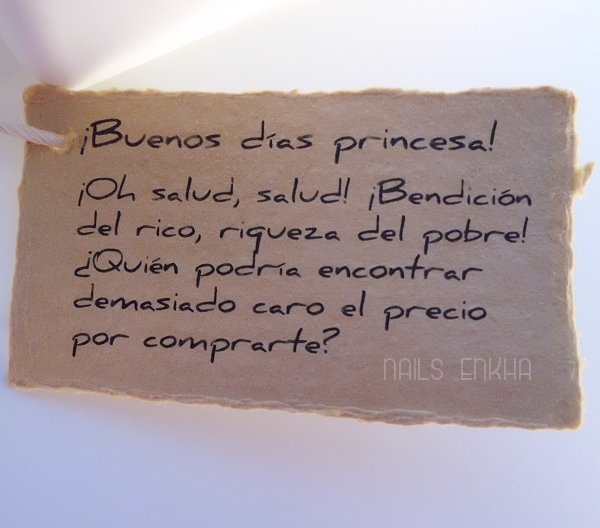 ¡Buenos días princesa!
¡Oh salud, salud! ¡Bendición
del rico, riqueza del pobre!
¿Quién podría encontrar
demasiado caro el precio
por comprarte?
NAILS ENKHA